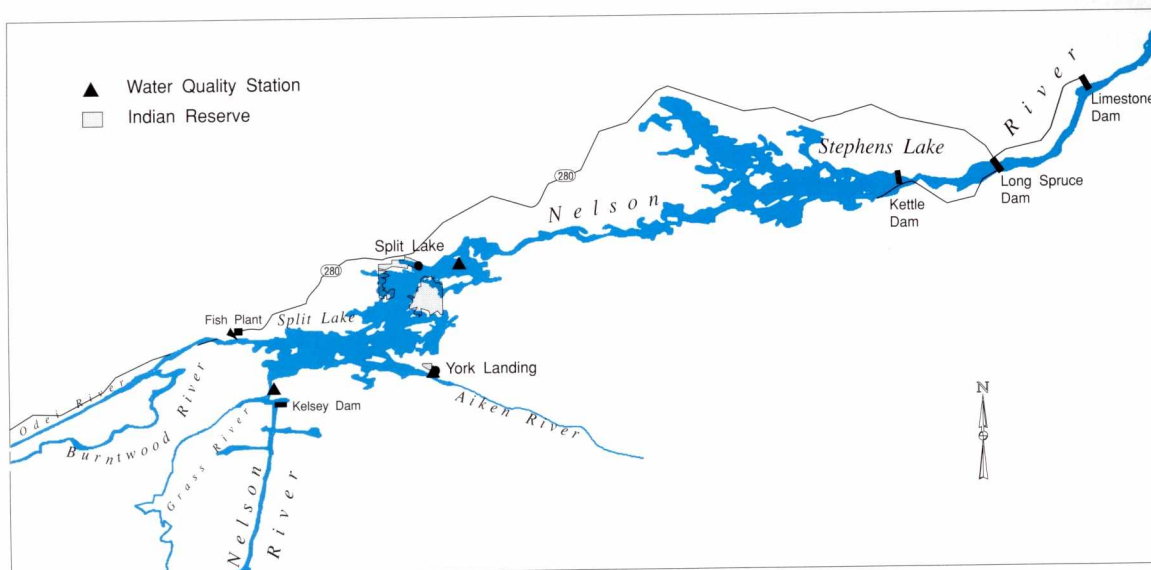 Water Quality Station
Indian Reserve
River
Limestone
Dam
Stephens Lake
280
Long Spruce
Dam
Kettle
Dam
Nelson
Split Lake
280
Fish Plant
Split Lake
York Landing
Odei River
Burntwood River
Grass River
Kelsey Dam
Aiken River
Nelson
River
N